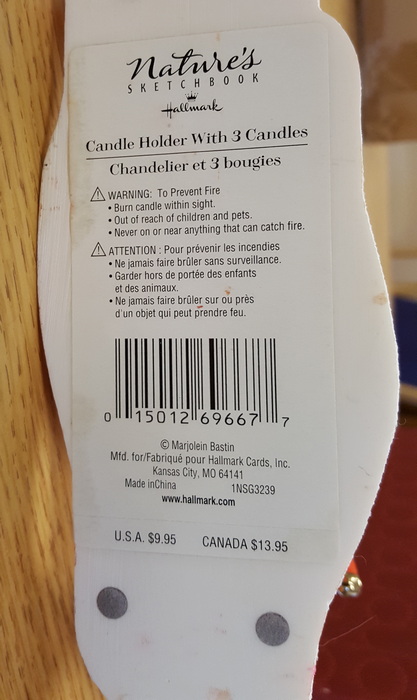 Nature's
SKETCHBOOK
Hallmark
Candle Holder With 3 Candles
Chandelier et 3 bougies
WARNING: To Prevent Fire
• Burn candle within sight.
• Out of reach of children and pets.
• Never on or near anything that can catch fire.
ATTENTION : Pour prévenir les incendies
• Ne jamais faire brûler sans surveillance.
• Garder hors de portée des enfants
et des animaux.
• Ne jamais faire brûler sur ou près
d'un objet qui peut prendre feu.
0 15012 69667 7
© Marjolein Bastin
Mfd. for/Fabriqué pour Hallmark Cards, Inc.
Kansas City, MO 64141
Made inChina 1NSG3239
www.hallmark.com
U.S.A. $9.95 CANADA $13.95